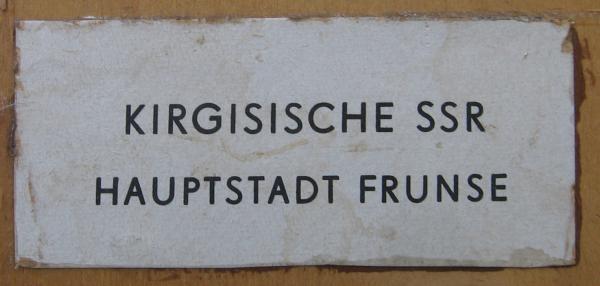 KIRGISISCHE SSR
HAUPTSTADT FRUNSE